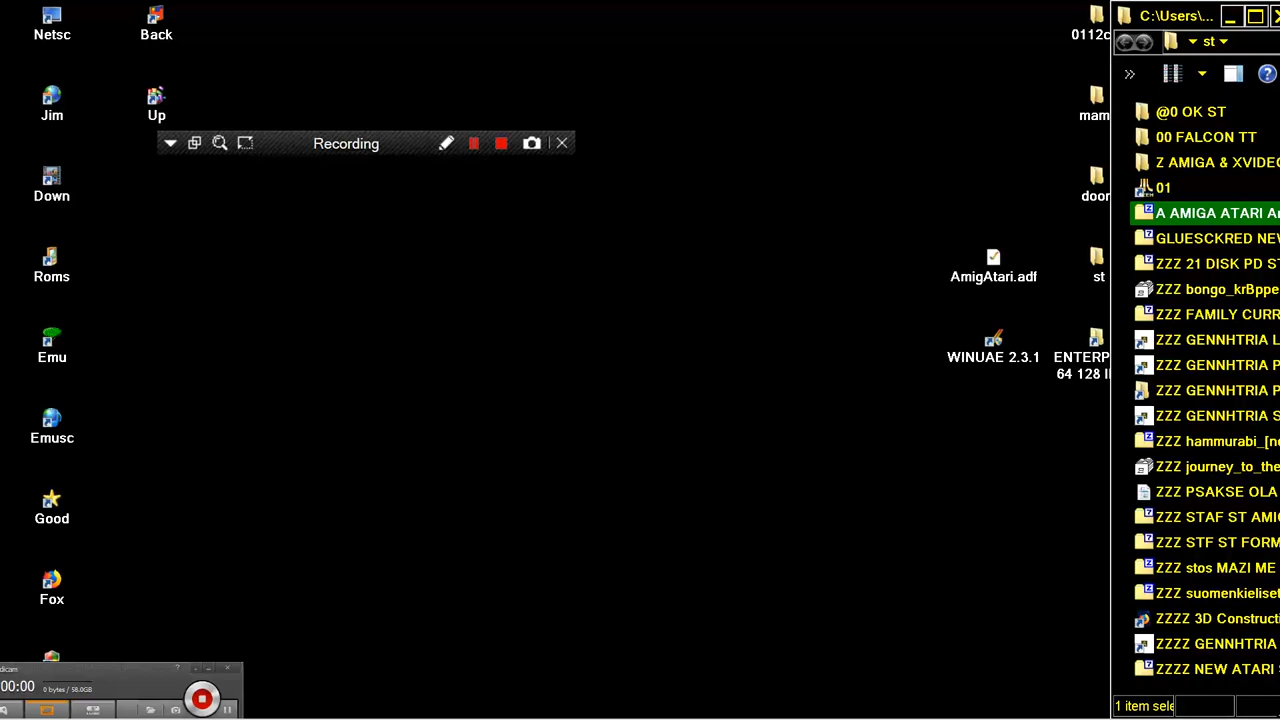 Netsc
Back
Jim
Up
Down
Roms
Emu
Emusc
Good
Fox
Recording
0112c
mam
door
AmigAtari.adf
st
WINUAE 2.3.1
ENTERP
64 128 I
C:\Users\...
st
@0 OK ST
00 FALCON TT
Z AMIGA & XVIDEO
01
A AMIGA ATARI A
GLUESCKRED NEW
ZZZ 21 DISK PD ST
ZZZ bongo_krBppe
ZZZ FAMILY CURR
ZZZ GENNHTRIA L
ZZZ GENNHTRIA P
ZZZ GENNHTRIA P
ZZZ GENNHTRIA S
ZZZ hammurabi_[n
ZZZ journey_to_the
ZZZ PSAKSE OLA
ZZZ STAF ST AMIG
ZZZ STF ST FORM
ZZZ stos MAZI ME
ZZZ suomenkieliset
ZZZZ 3D Constructi
ZZZZ GENNHTRIA
ZZZZ NEW ATARI S
1 item sele
dicam
00:00
0 bytes / 58.0GB